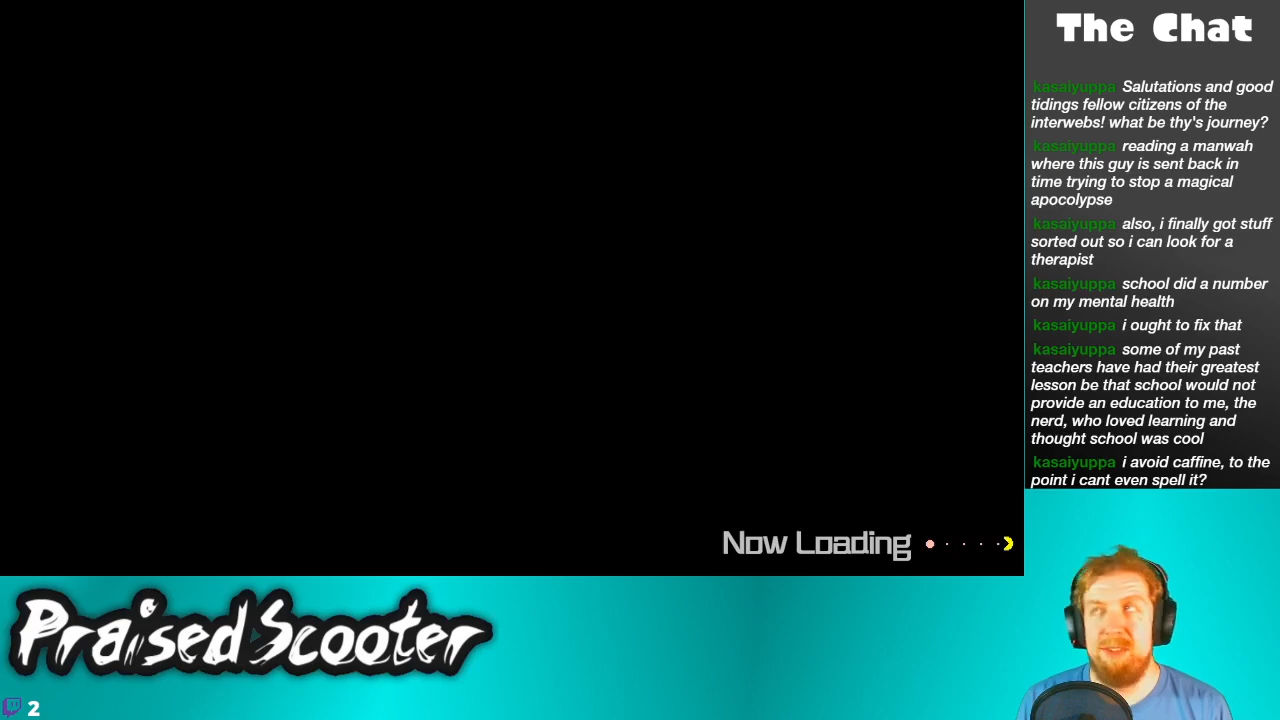 The Chat
kasaiyuppa Salutations and good
tidings fellow citizens of the
interwebs! what be thy's journey?
kasaiyuppa reading a manwah
where this guy is sent back in
time trying to stop a magical
apocolypse
kasaiyuppa also, i finally got stuff
sorted out so i can look for a
therapist
kasaiyuppa school did a number
on my mental health
kasaiyuppa i ought to fix that
kasaiyuppa some of my past
teachers have had their greatest
lesson be that school would not
provide an education to me, the
nerd, who loved learning and
thought school was cool
kasaiyuppa i avoid caffine, to the
point i cant even spell it?
Now Loading
Praised Scooter
2